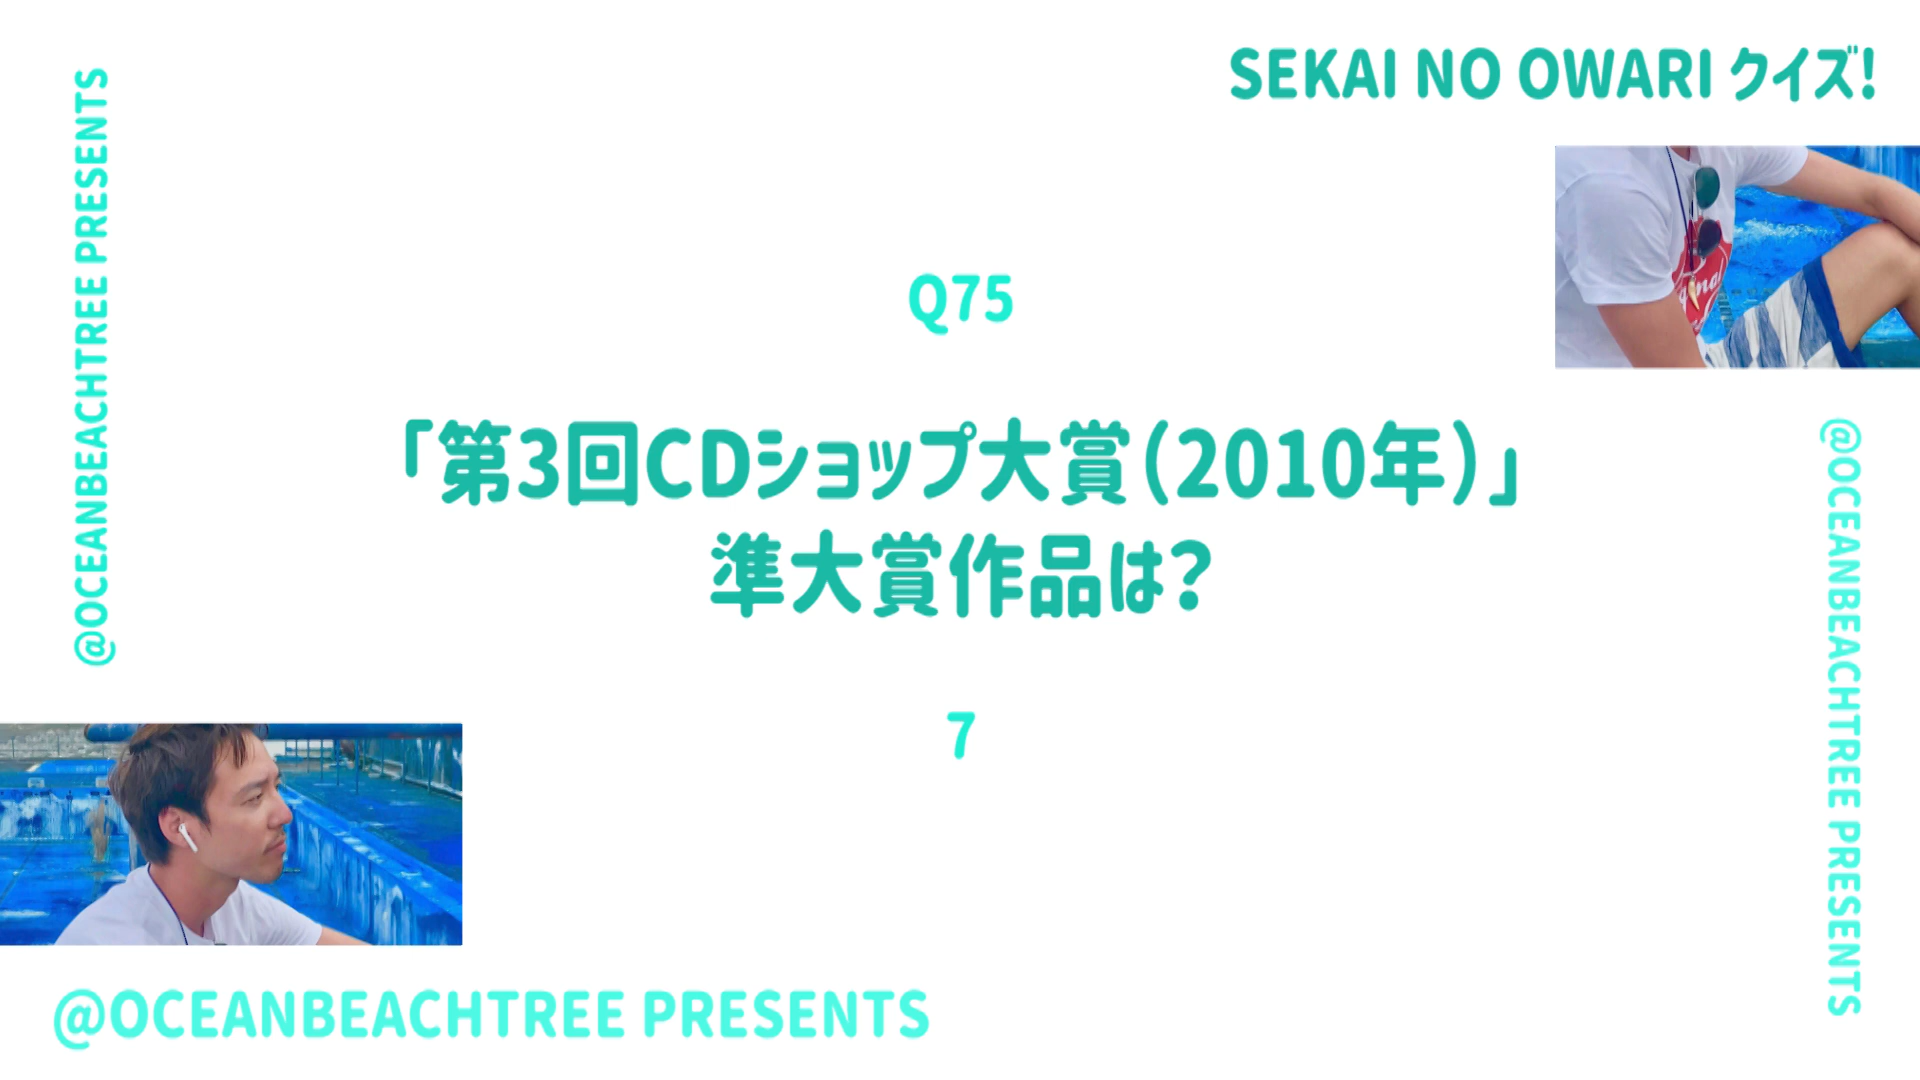 SEKAI NO OWARI クイズ!
@OCEANBEACHTREE PRESENTS
Q75
「第3回CDショップ大賞(2010年)」
準大賞作品は?
7
@OCEANBEACHTREE PRESENTS
@OCEANBEACHTREE PRESENTS